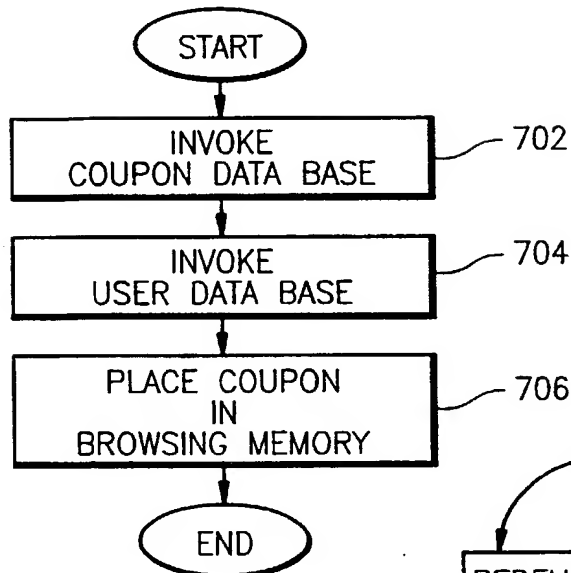 START
INVOKE
COUPON DATA BASE
702
INVOKE
USER DATA BASE
704
PLACE COUPON
IN
BROWSING MEMORY
706
END